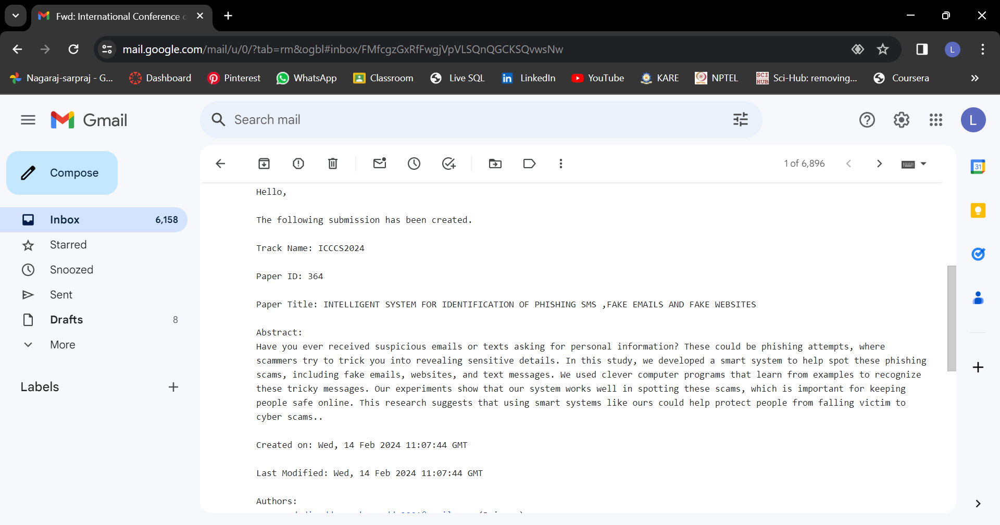 Fwd: International Conference
mail.google.com/mail/u/0/?tab=rm&ogbl#inbox/FMfcgzGxRfFwgjVpVLSQnQGCKSQvwsNw
L
Nagaraj-sarpraj - G... Dashboard Pinterest WhatsApp Classroom Live SQL LinkedIn YouTube KARE NPTEL Sci-Hub: removing... Coursera
Gmail
Search mail
L
Compose
Inbox 6,158
Starred
Snoozed
Sent
Drafts 8
More
Labels
1 of 6,896
31
Hello,
The following submission has been created.
Track Name: ICCCS2024
Paper ID: 364
Paper Title: INTELLIGENT SYSTEM FOR IDENTIFICATION OF PHISHING SMS ,FAKE EMAILS AND FAKE WEBSITES
Abstract:
Have you ever received suspicious emails or texts asking for personal information? These could be phishing attempts, where
scammers try to trick you into revealing sensitive details. In this study, we developed a smart system to help spot these phishing
scams, including fake emails, websites, and text messages. We used clever computer programs that learn from examples to recognize
these tricky messages. Our experiments show that our system works well in spotting these scams, which is important for keeping
people safe online. This research suggests that using smart systems like ours could help protect people from falling victim to
cyber scams..
Created on: Wed, 14 Feb 2024 11:07:44 GMT
Last Modified: Wed, 14 Feb 2024 11:07:44 GMT
Authors: